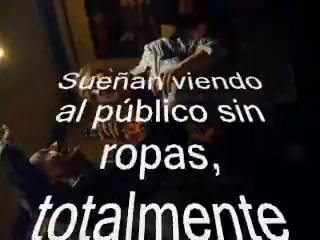 Sueñan viendo
al público sin
ropas,
totalmente